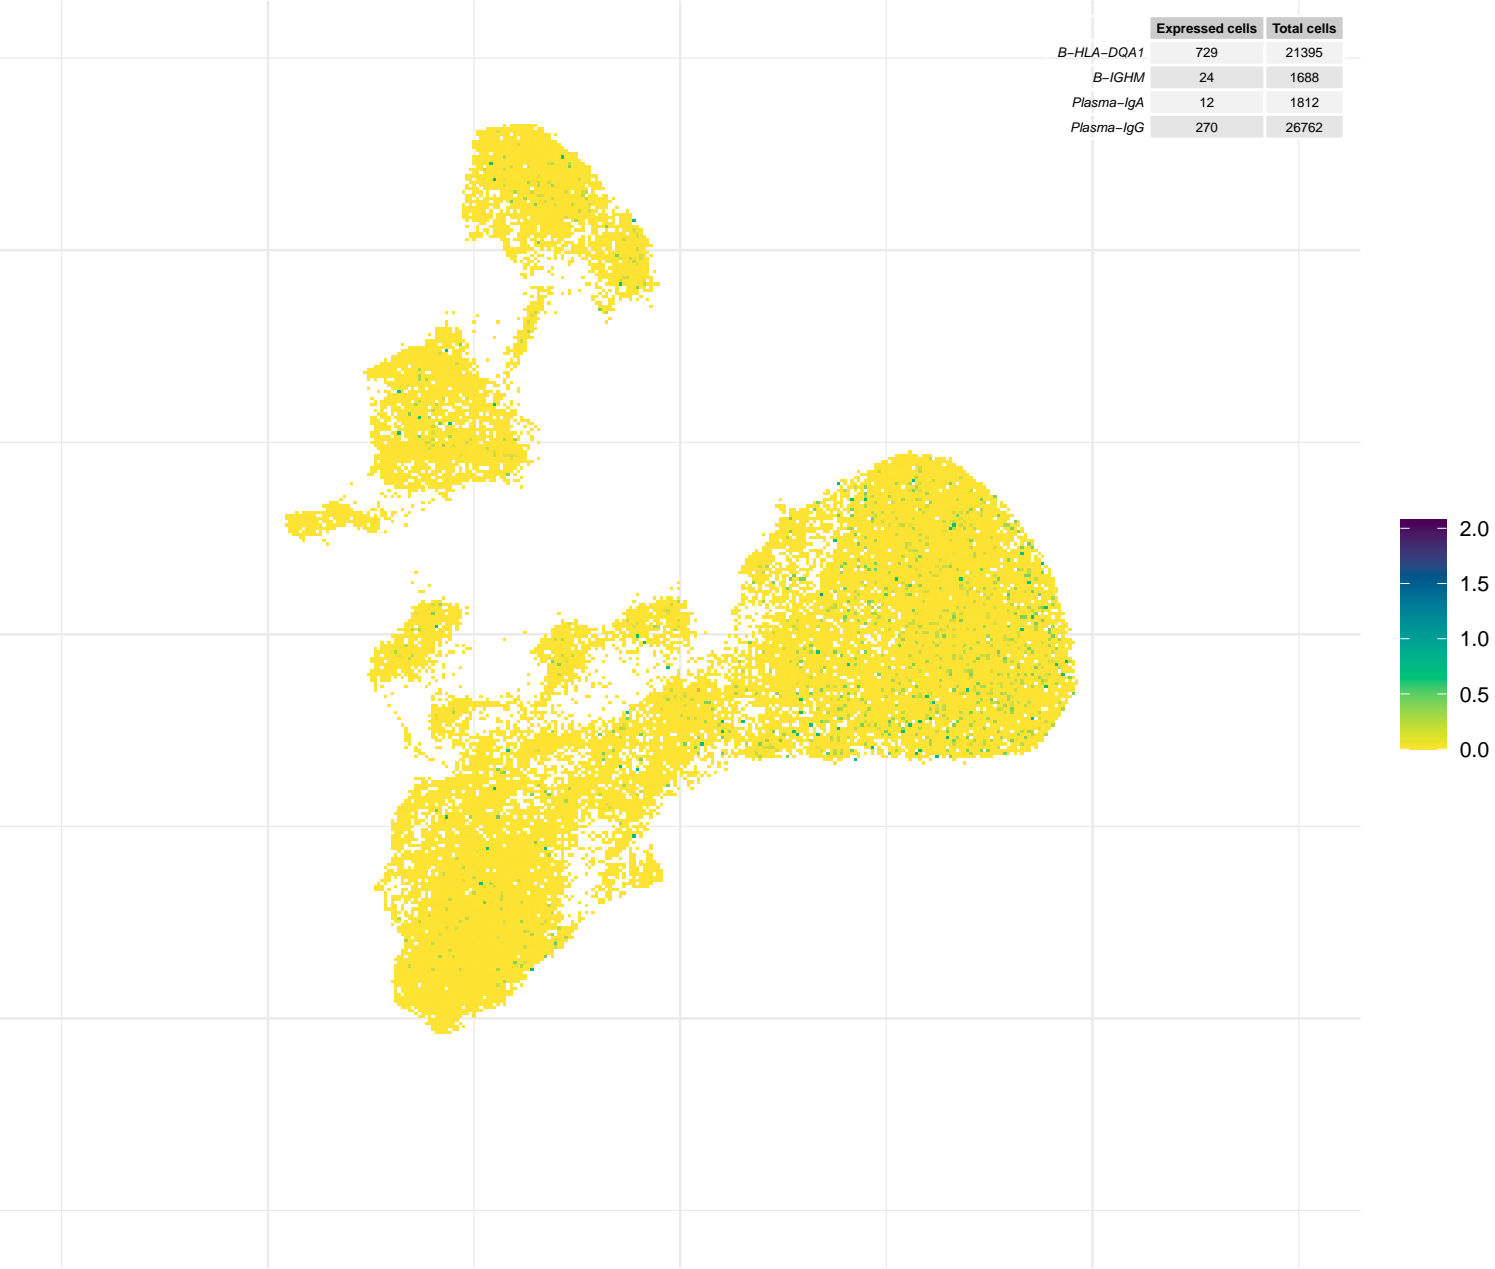 Expressed cells Total cells
B−HLA−DQA1 729 21395
B−IGHM 24 1688
Plasma−IgA 12 1812
Plasma−IgG 270 26762
2.0
1.5
1.0
0.5
0.0